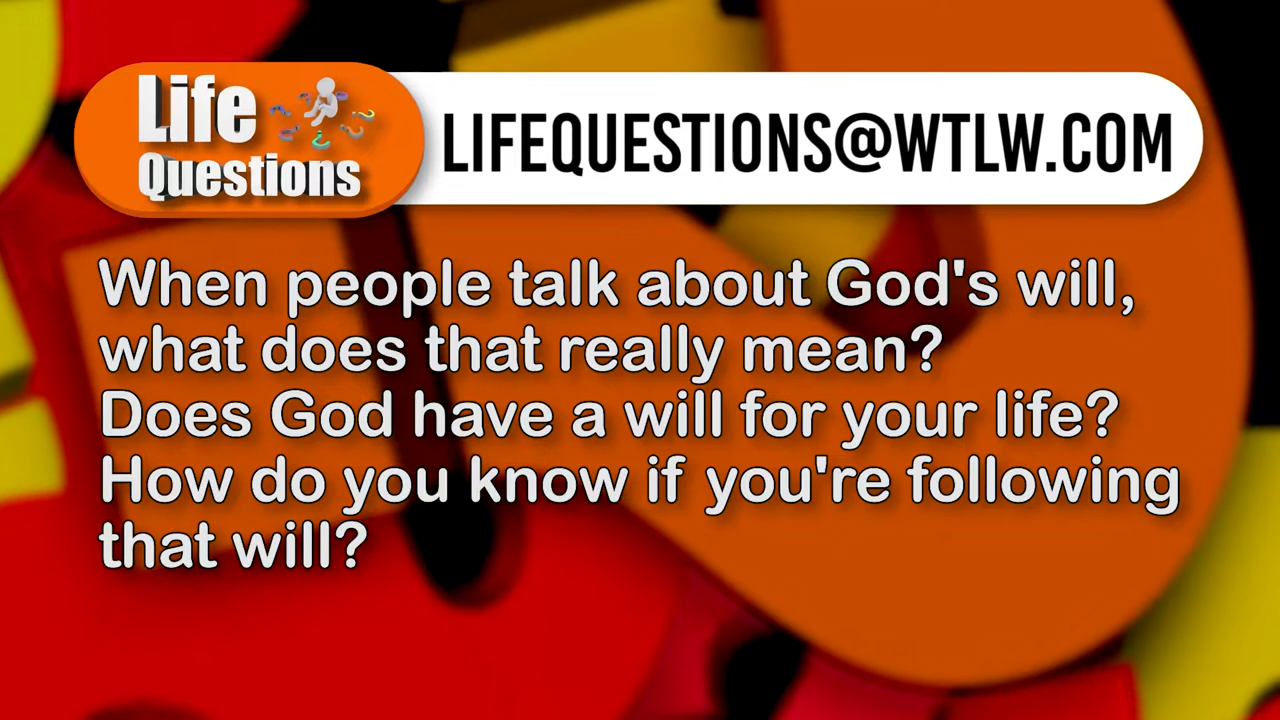 Life
Questions
LIFEQUESTIONS@WTLW.COM
When people talk about God's will,
what does that really mean?
Does God have a will for your life?
How do you know if you're following
that will?